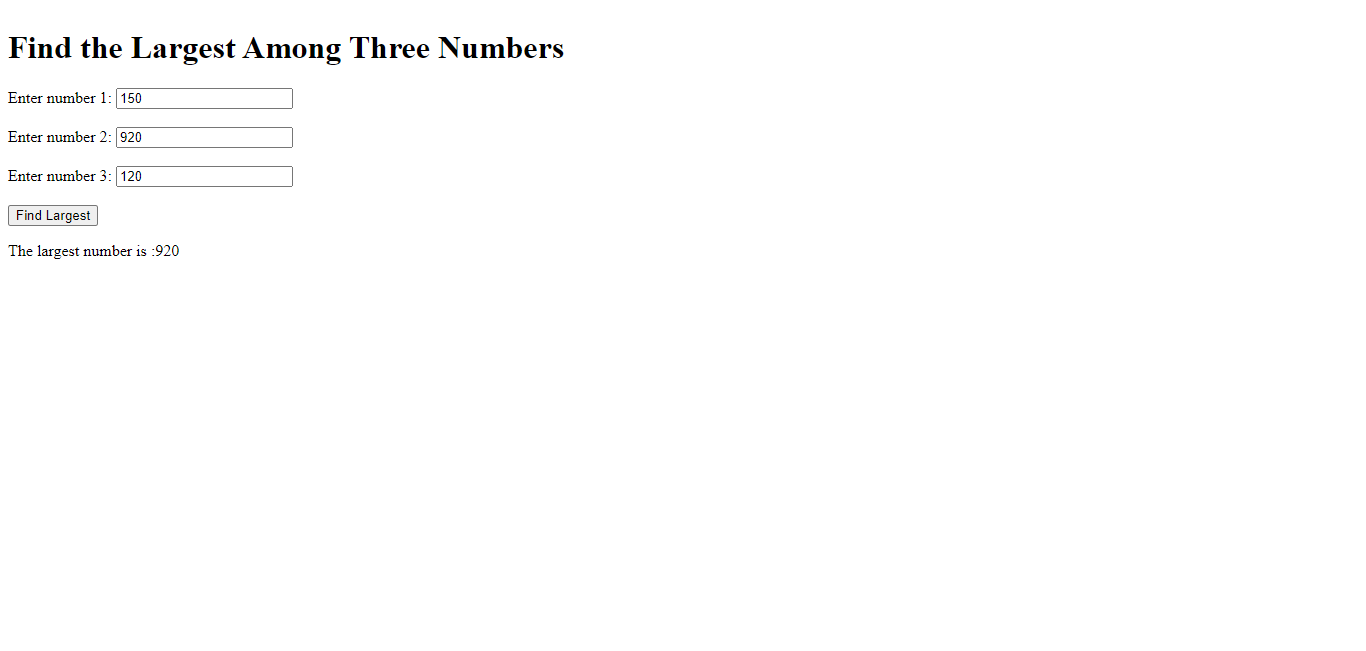 Find the Largest Among Three Numbers
Enter number 1: 150
Enter number 2: 920
Enter number 3: 120
Find Largest
The largest number is :920